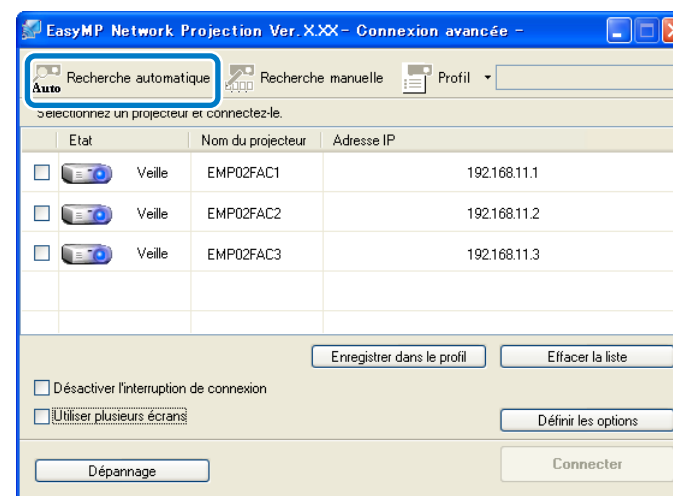 EasyMP Network Projection Ver.X.XX - Connexion avancée -
Auto Recherche automatique Recherche manuelle Profil
Sélectionnez un projecteur et connectez-le.
Etat Nom du projecteur Adresse IP
Veille EMP02FAC1 192.168.11.1
Veille EMP02FAC2 192.168.11.2
Veille EMP02FAC3 192.168.11.3
Enregistrer dans le profil Effacer la liste
Désactiver l'interruption de connexion
Utiliser plusieurs écrans
Définir les options
Dépannage Connecter